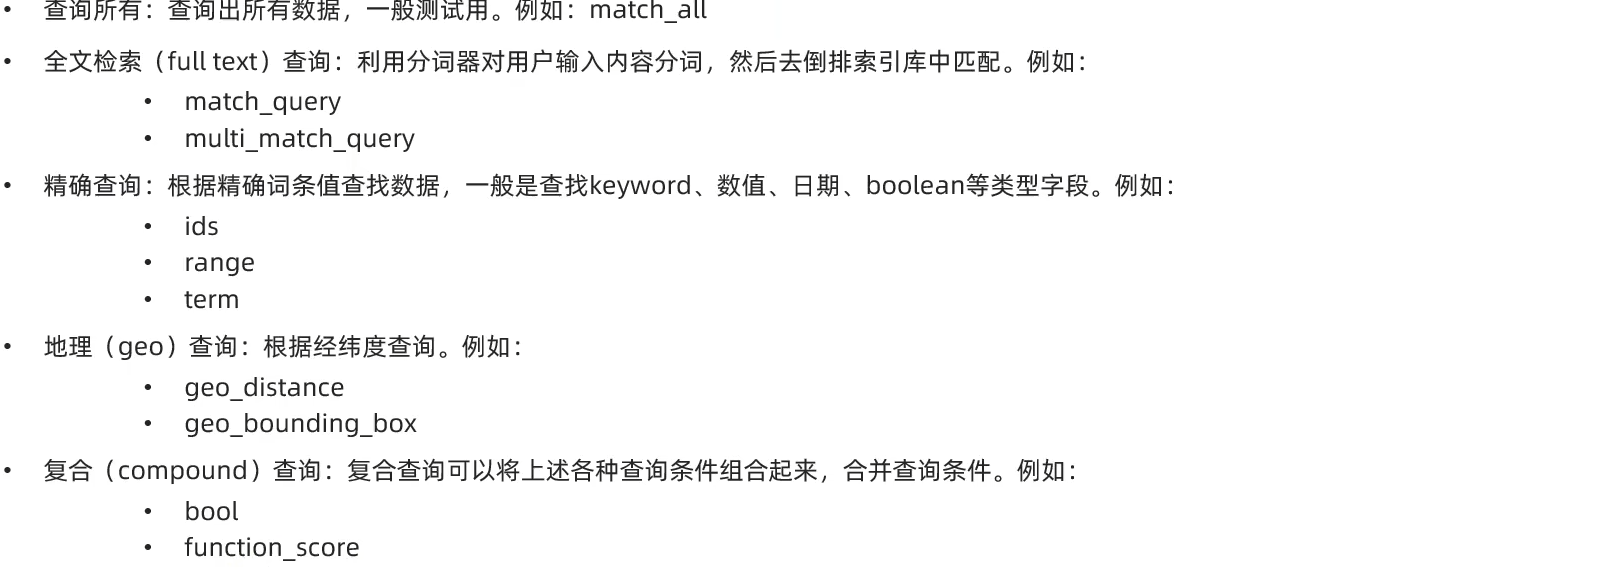 • 查询所有：查询出所有数据，一般测试用。例如：match_all
• 全文检索（full text）查询：利用分词器对用户输入内容分词，然后去倒排索引库中匹配。例如：
• match_query
• multi_match_query
• 精确查询：根据精确词条值查找数据，一般是查找keyword、数值、日期、boolean等类型字段。例如：
• ids
• range
• term
• 地理（geo）查询：根据经纬度查询。例如：
• geo_distance
• geo_bounding_box
• 复合（compound）查询：复合查询可以将上述各种查询条件组合起来，合并查询条件。例如：
• bool
• function_score